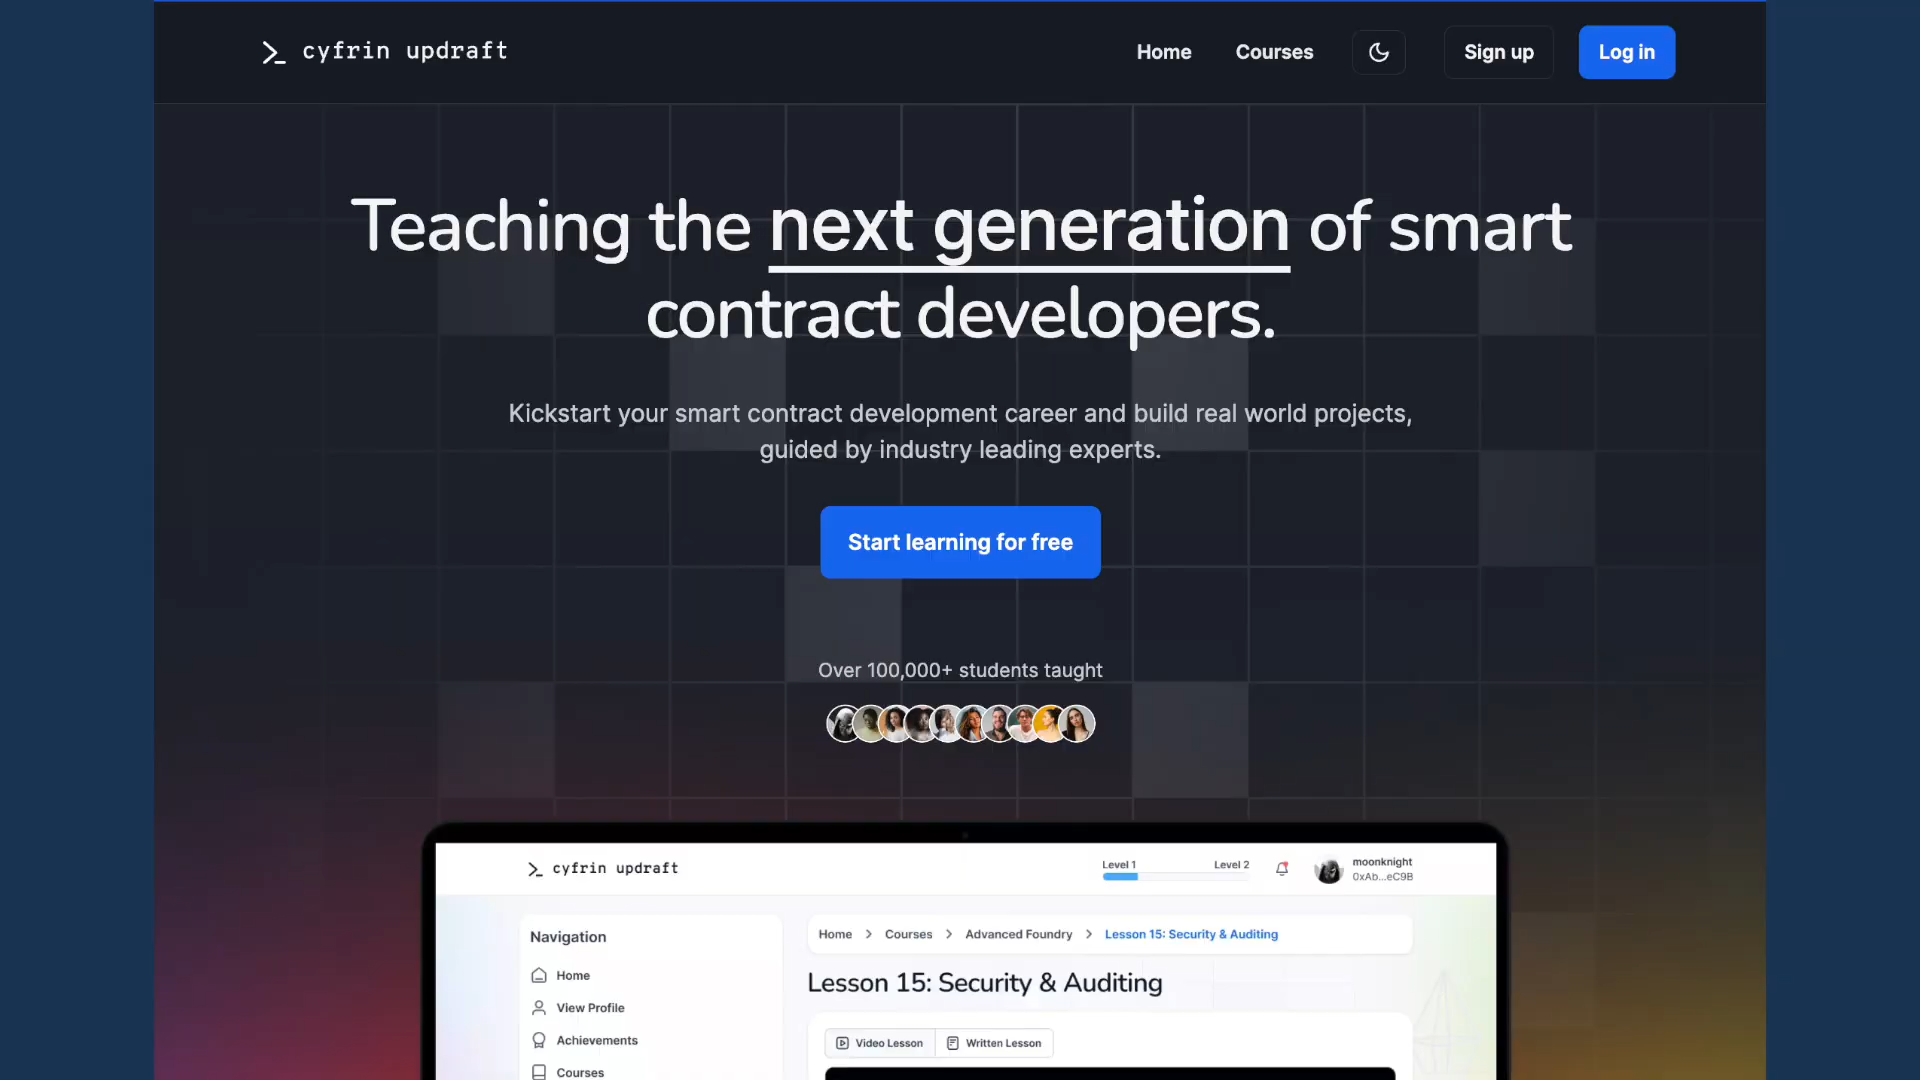 cyfrin updraft
Home
Courses
Sign up
Log in
Teaching the next generation of smart
contract developers.
Kickstart your smart contract development career and build real world projects,
guided by industry leading experts.
Start learning for free
Over 100,000+ students taught
cyfrin updraft
Level 1
Level 2
moonknight
0xAb...eC9B
Navigation
Home
View Profile
Achievements
Courses
Home > Courses > Advanced Foundry > Lesson 15: Security & Auditing
Lesson 15: Security & Auditing
Video Lesson
Written Lesson